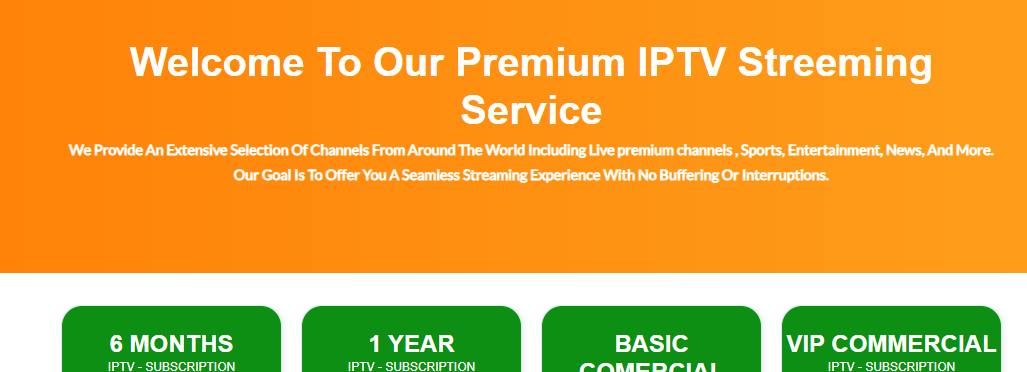 Welcome To Our Premium IPTV Streeming
Service
We Provide An Extensive Selection Of Channels From Around The World Including Live premium channels , Sports, Entertainment, News, And More.
Our Goal Is To Offer You A Seamless Streaming Experience With No Buffering Or Interruptions.
6 MONTHS
IPTV - SUBSCRIPTION
1 YEAR
IPTV - SUBSCRIPTION
BASIC
COMERCIAL
VIP COMMERCIAL
IPTV - SUBSCRIPTION